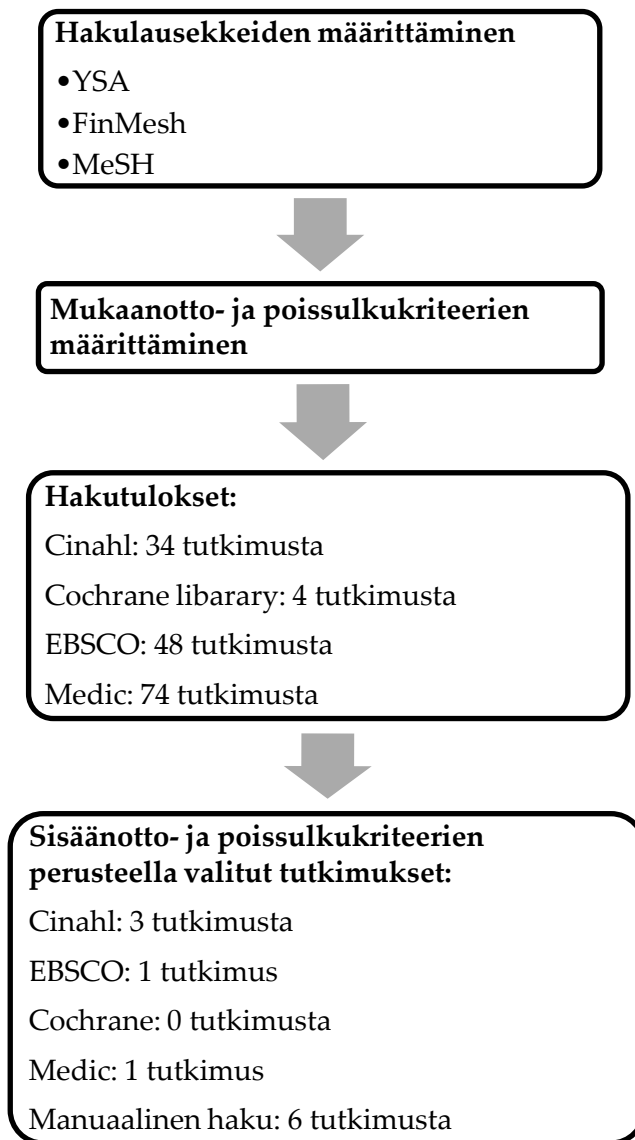 Hakulausekkeiden määrittäminen
•YSA
•FinMesh
•MeSH
Mukaanotto- ja poissulkukriteerien
määrittäminen
Hakutulokset:
Cinahl: 34 tutkimusta
Cochrane libarary: 4 tutkimusta
EBSCO: 48 tutkimusta
Medic: 74 tutkimusta
Sisäänotto- ja poissulkukriteerien
perusteella valitut tutkimukset:
Cinahl: 3 tutkimusta
EBSCO: 1 tutkimus
Cochrane: 0 tutkimusta
Medic: 1 tutkimus
Manuaalinen haku: 6 tutkimusta